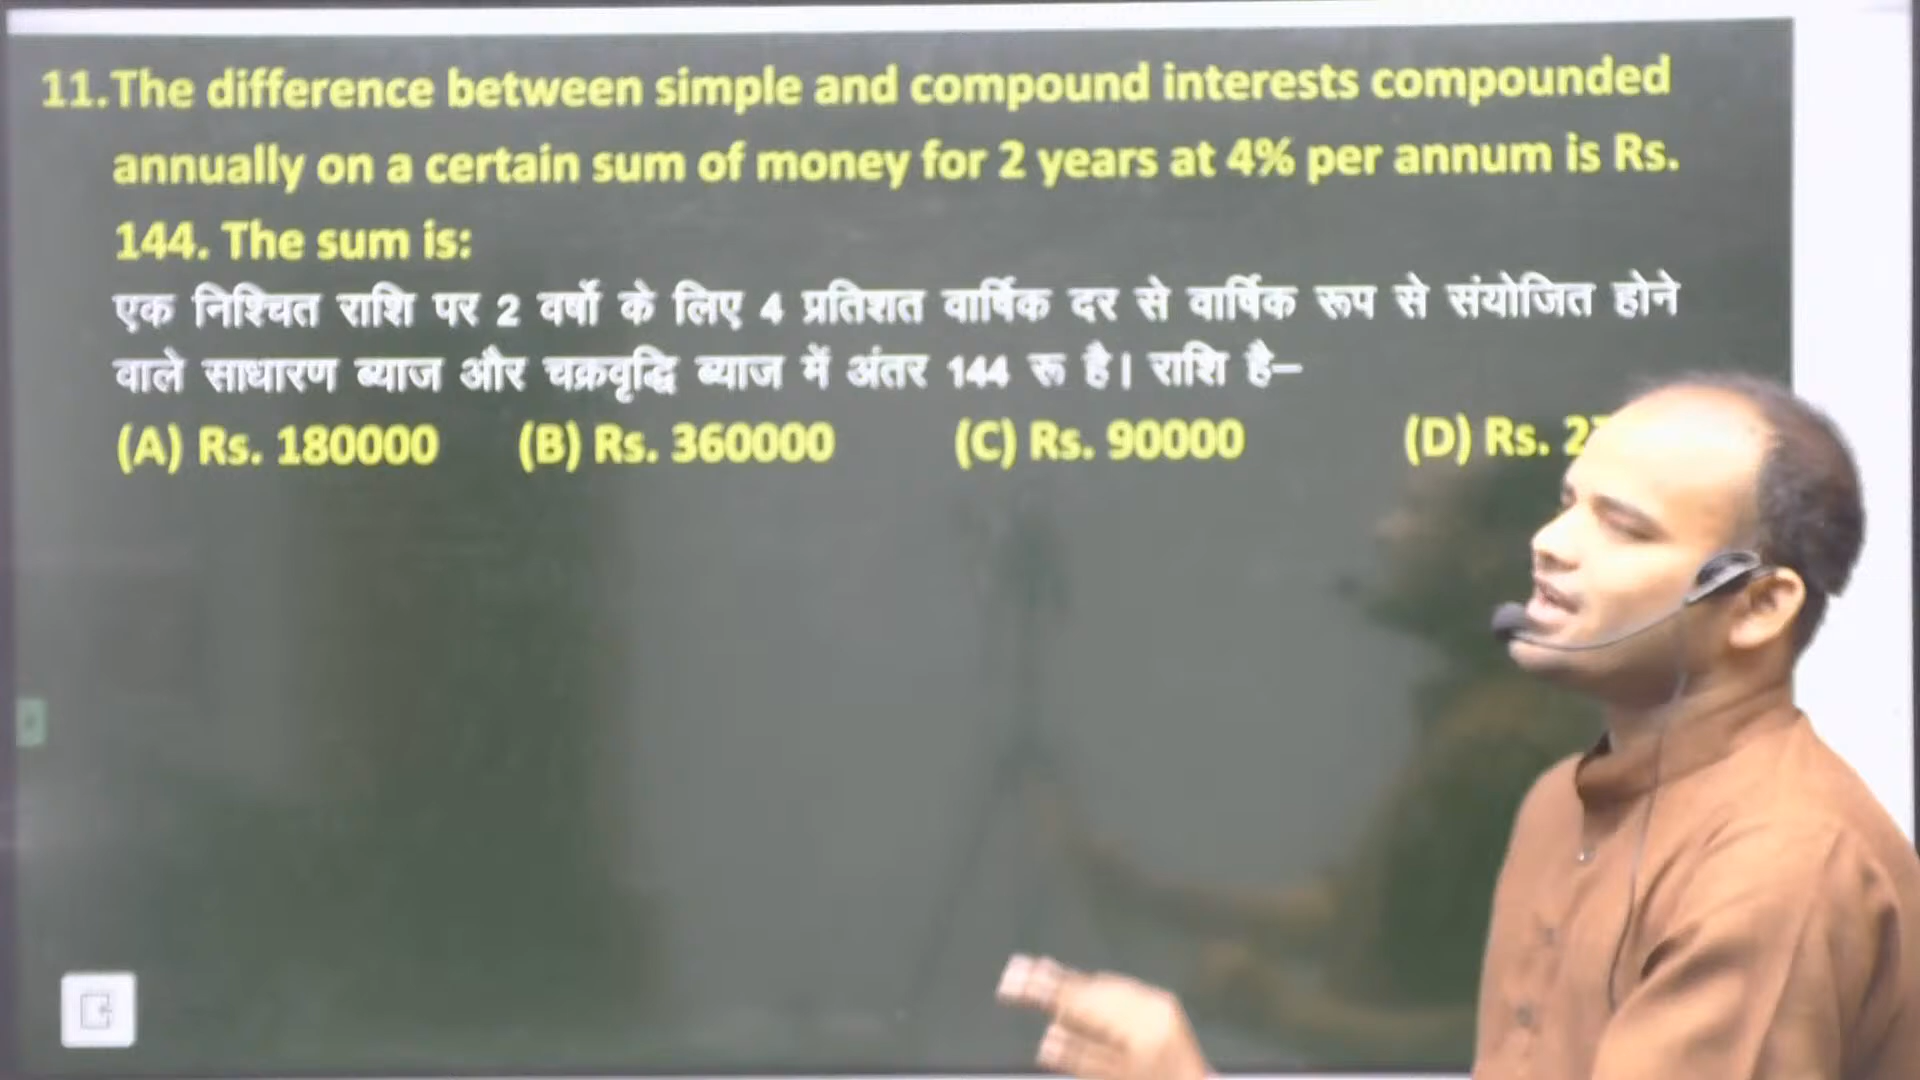 11. The difference between simple and compound interests compounded
annually on a certain sum of money for 2 years at 4% per annum is Rs.
144. The sum is:
एक निश्चित राशि पर 2 वर्षो के लिए 4 प्रतिशत वार्षिक दर से वार्षिक रूप से संयोजित होने
वाले साधारण ब्याज और चक्रवृद्धि ब्याज में अंतर 144 रू है। राशि है–
(A) Rs. 180000 (B) Rs. 360000 (C) Rs. 90000 (D) Rs.